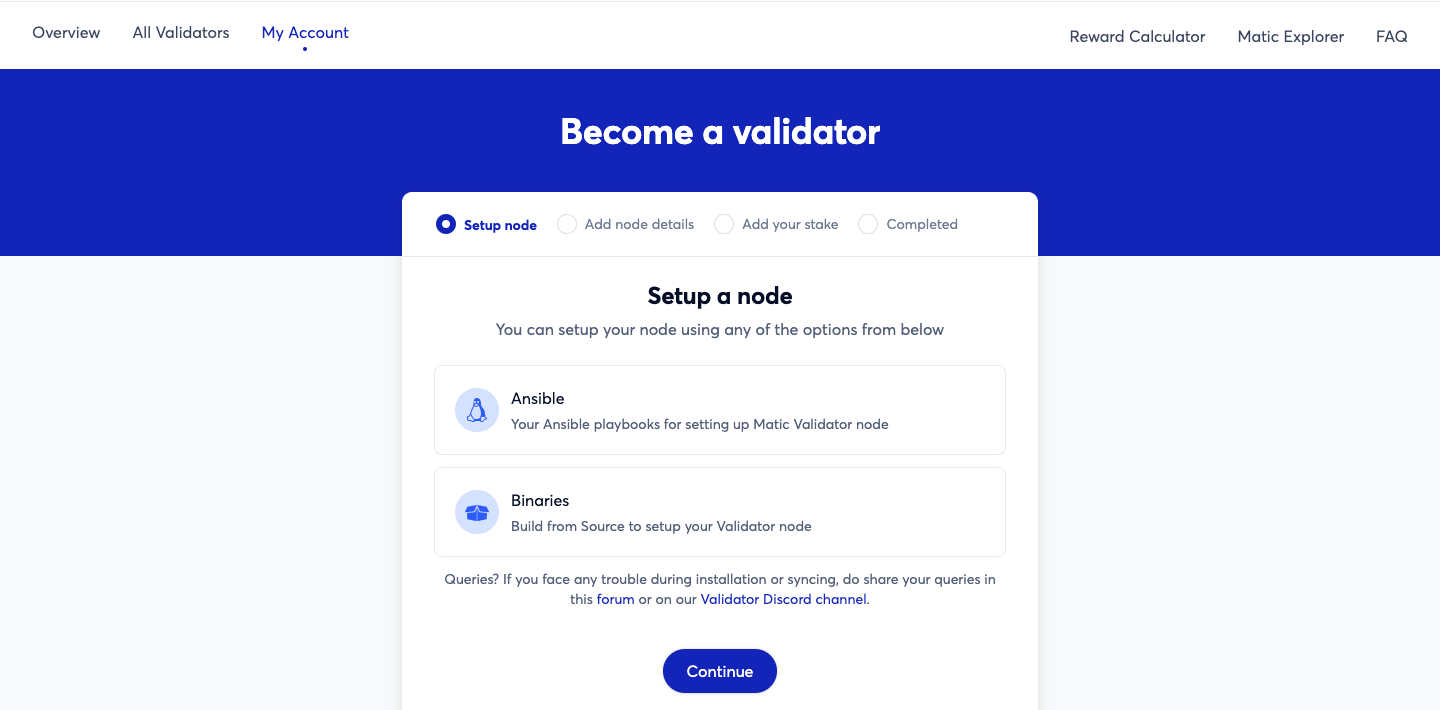 Overview All Validators My Account Reward Calculator Matic Explorer FAQ
Become a validator
Setup node Add node details Add your stake Completed
Setup a node
You can setup your node using any of the options from below
Ansible
Your Ansible playbooks for setting up Matic Validator node
Binaries
Build from Source to setup your Validator node
Queries? If you face any trouble during installation or syncing, do share your queries in
this forum or on our Validator Discord channel.
Continue